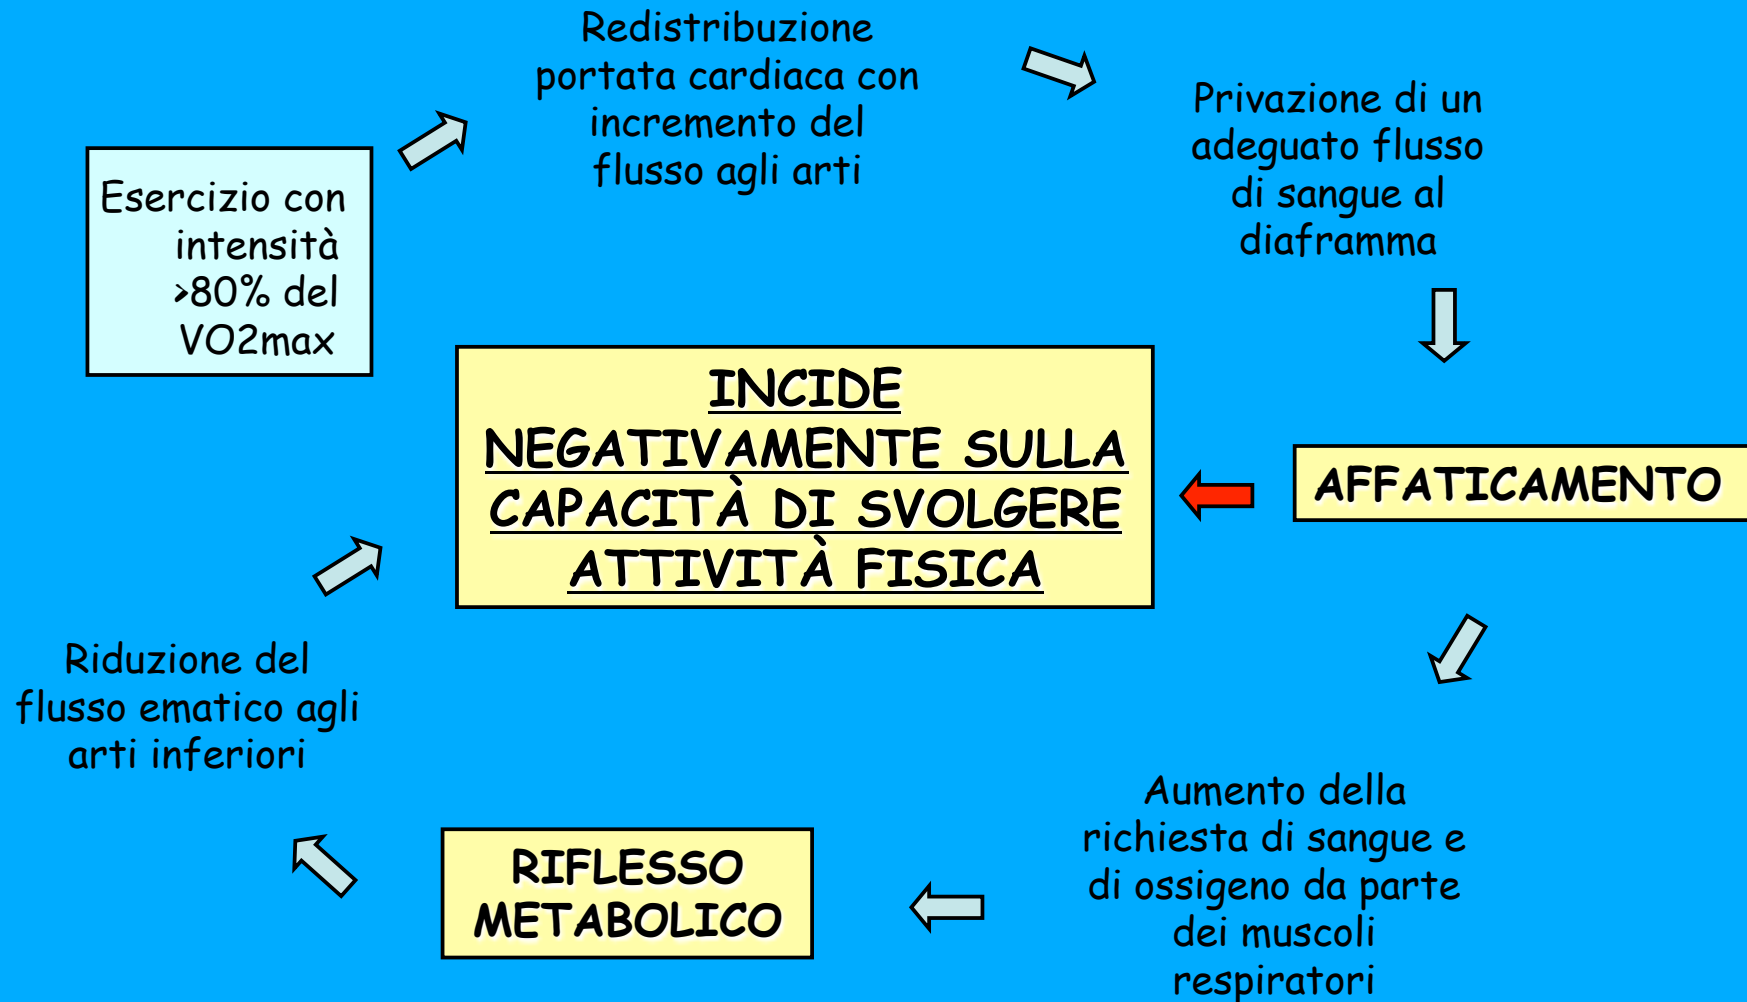 Esercizio con
intensità
>80% del
VO2max
Redistribuzione
portata cardiaca con
incremento del
flusso agli arti
Privazione di un
adeguato flusso
di sangue al
diaframma
AFFATICAMENTO
INCIDE
NEGATIVAMENTE SULLA
CAPACITÀ DI SVOLGERE
ATTIVITÀ FISICA
Aumento della
richiesta di sangue e
di ossigeno da parte
dei muscoli
respiratori
RIFLESSO
METABOLICO
Riduzione del
flusso ematico agli
arti inferiori